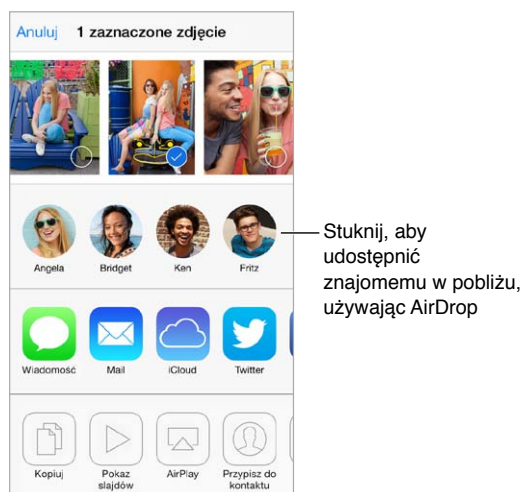 Anuluj 1 zaznaczone zdjęcie
Angela Bridget Ken Fritz
Stuknij, aby
udostępnić
znajomemu w pobliżu,
używając AirDrop
Wiadomość Mail iCloud Twitter
Kopiuj Pokaz slajdów AirPlay Przypisz do kontaktu